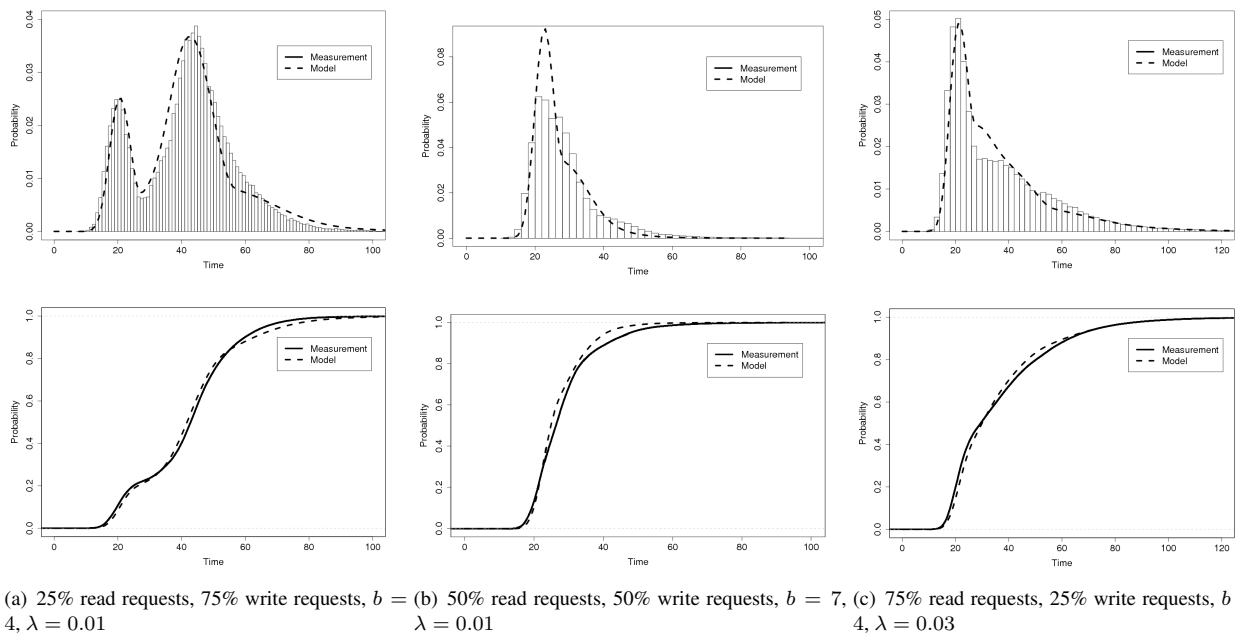 Probability
0.00 0.01 0.02 0.03 0.04
Measurement
Model
0 20 40 60 80 100
Time
Probability
0.00 0.02 0.04 0.06 0.08
Measurement
Model
0 20 40 60 80 100
Time
Probability
0.00 0.01 0.02 0.03 0.04 0.05
Measurement
Model
0 20 40 60 80 100 120
Time
Probability
0.0 0.2 0.4 0.6 0.8 1.0
Measurement
Model
0 20 40 60 80 100
Time
Probability
0.0 0.2 0.4 0.6 0.8 1.0
Measurement
Model
0 20 40 60 80 100
Time
Probability
0.0 0.2 0.4 0.6 0.8 1.0
Measurement
Model
0 20 40 60 80 100 120
Time
(a) 25% read requests, 75% write requests, b =
4, λ = 0.01
(b) 50% read requests, 50% write requests, b = 7,
λ = 0.01
(c) 75% read requests, 25% write requests, b
4, λ = 0.03